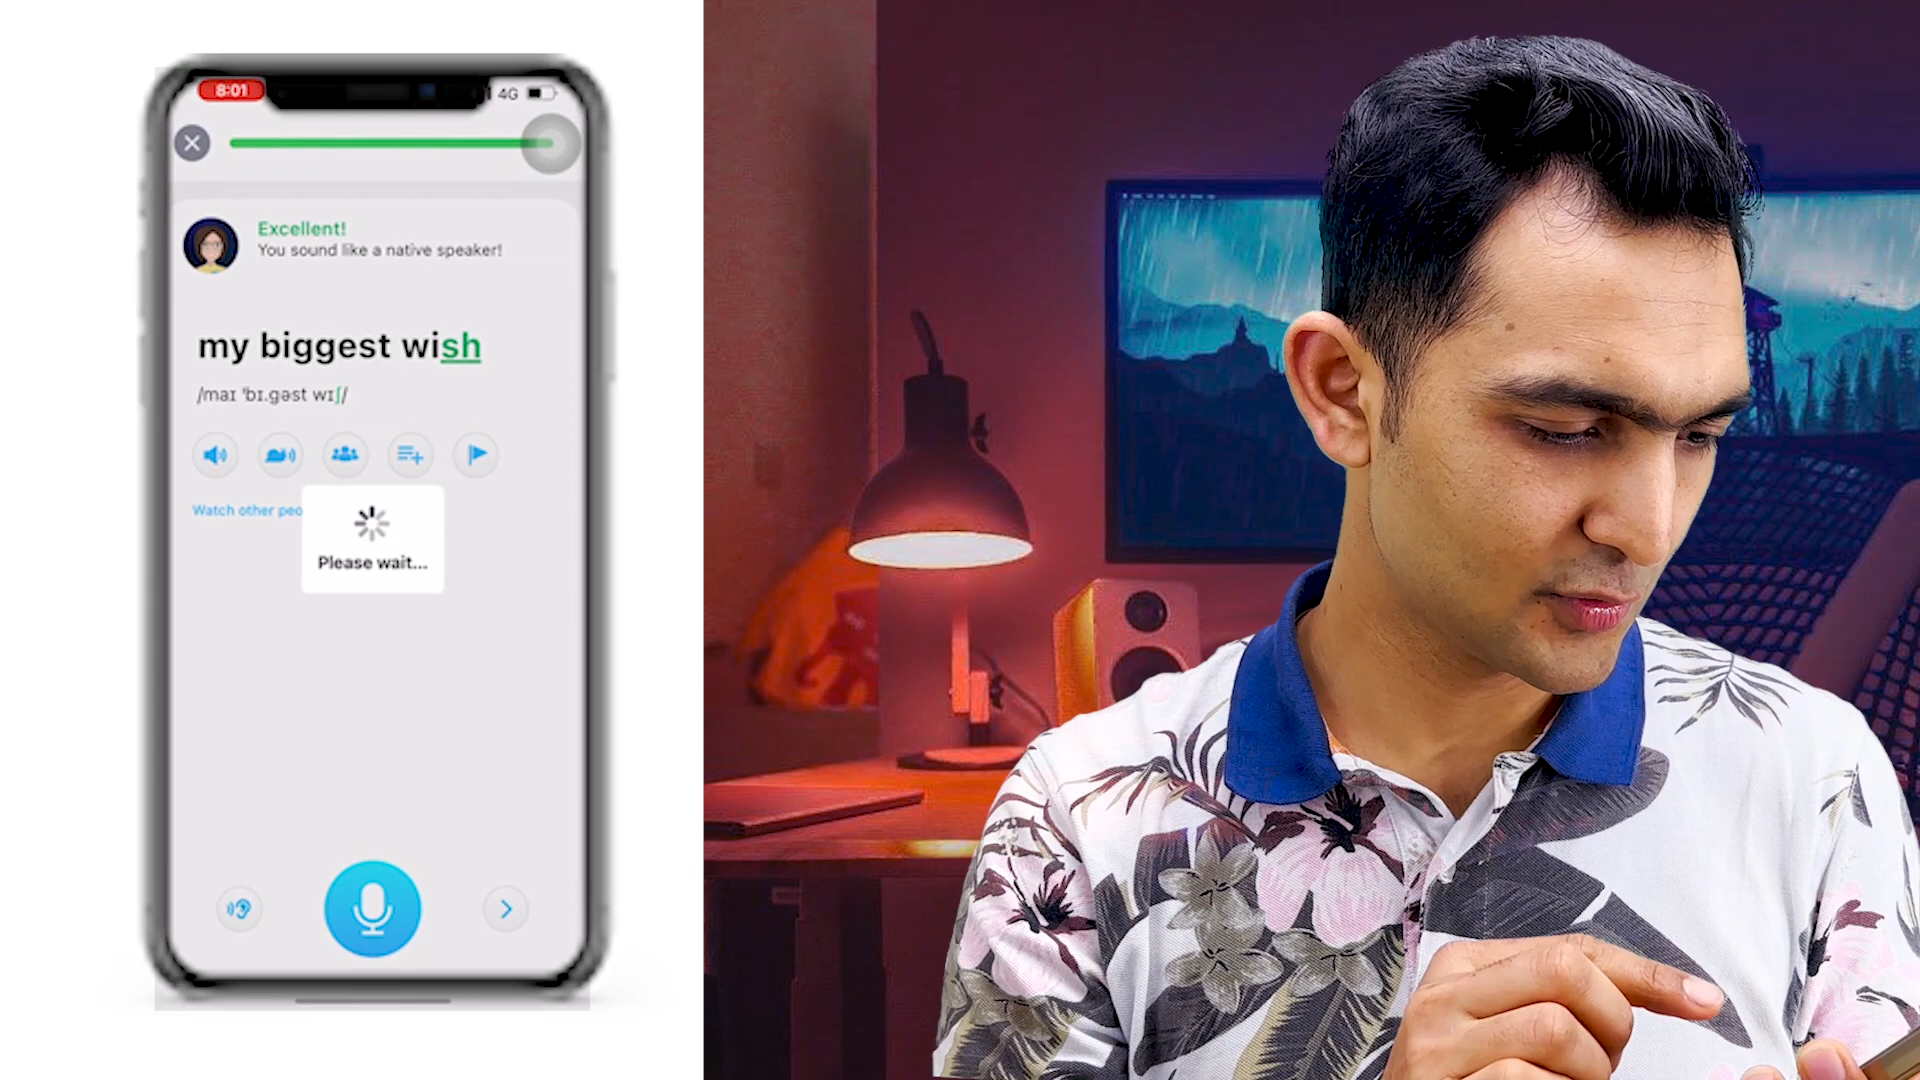 8:01
4G
Excellent!
You sound like a native speaker!
my biggest wish
/maɪ ˈbɪ.gəst wɪʃ/
Watch other peo
Please wait...